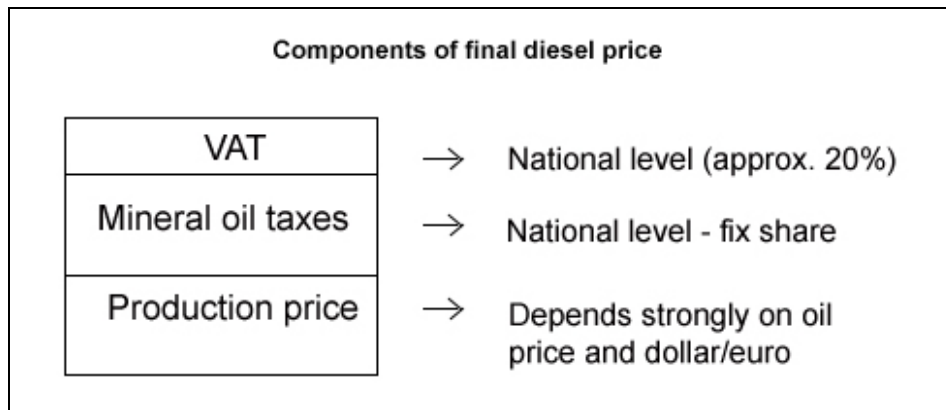 Components of final diesel price
VAT
National level (approx. 20%)
Mineral oil taxes
National level - fix share
Production price
Depends strongly on oil
price and dollar/euro